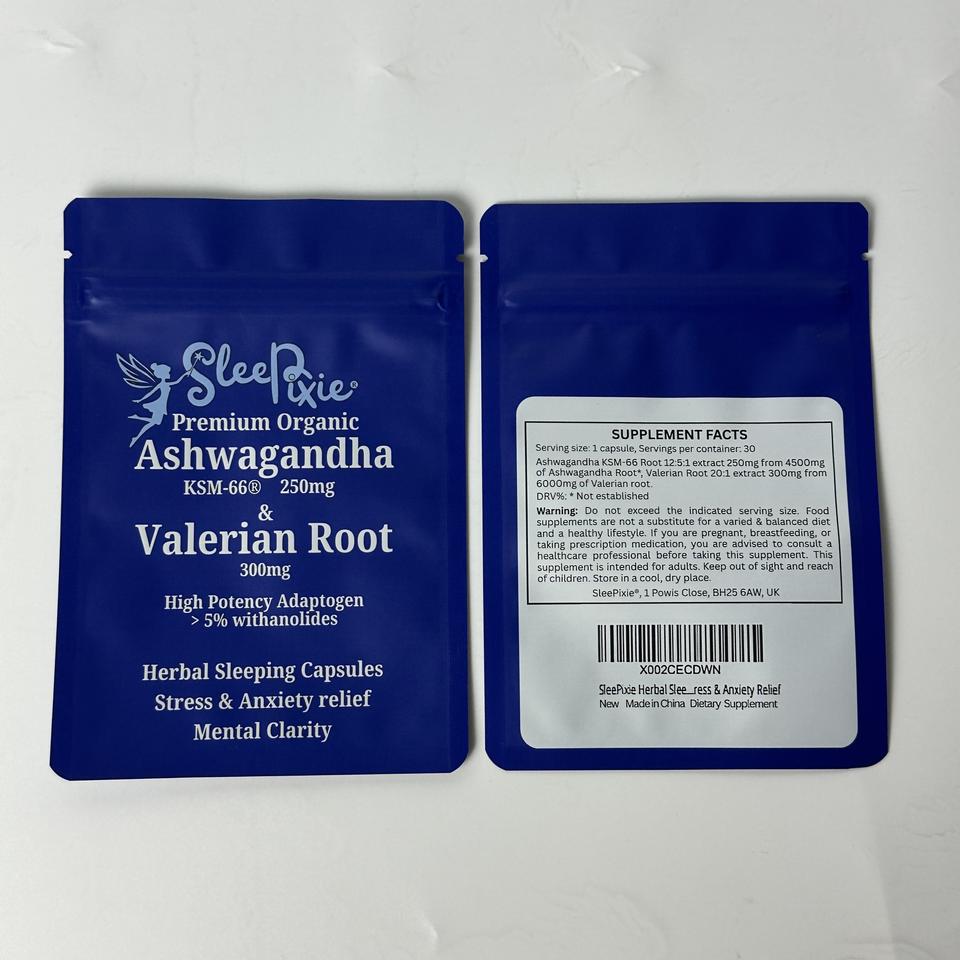 SleePixie®
Premium Organic
Ashwagandha
KSM-66® 250mg
&
Valerian Root
300mg
High Potency Adaptogen
> 5% withanolides
Herbal Sleeping Capsules
Stress & Anxiety relief
Mental Clarity
SUPPLEMENT FACTS
Serving size: 1 capsule, Servings per container: 30
Ashwagandha KSM-66 Root 12:5:1 extract 250mg from 4500mg
of Ashwagandha Root*, Valerian Root 20:1 extract 300mg from
6000mg of Valerian root.
DRV%: * Not established
Warning: Do not exceed the indicated serving size. Food
supplements are not a substitute for a varied & balanced diet
and a healthy lifestyle. If you are pregnant, breastfeeding, or
taking prescription medication, you are advised to consult a
healthcare professional before taking this supplement. This
supplement is intended for adults. Keep out of sight and reach
of children. Store in a cool, dry place.
SleePixie®, 1 Powis Close, BH25 6AW, UK
X002CECDWN
SleePixie Herbal Slee...ress & Anxiety Relief
New Made in China Dietary Supplement